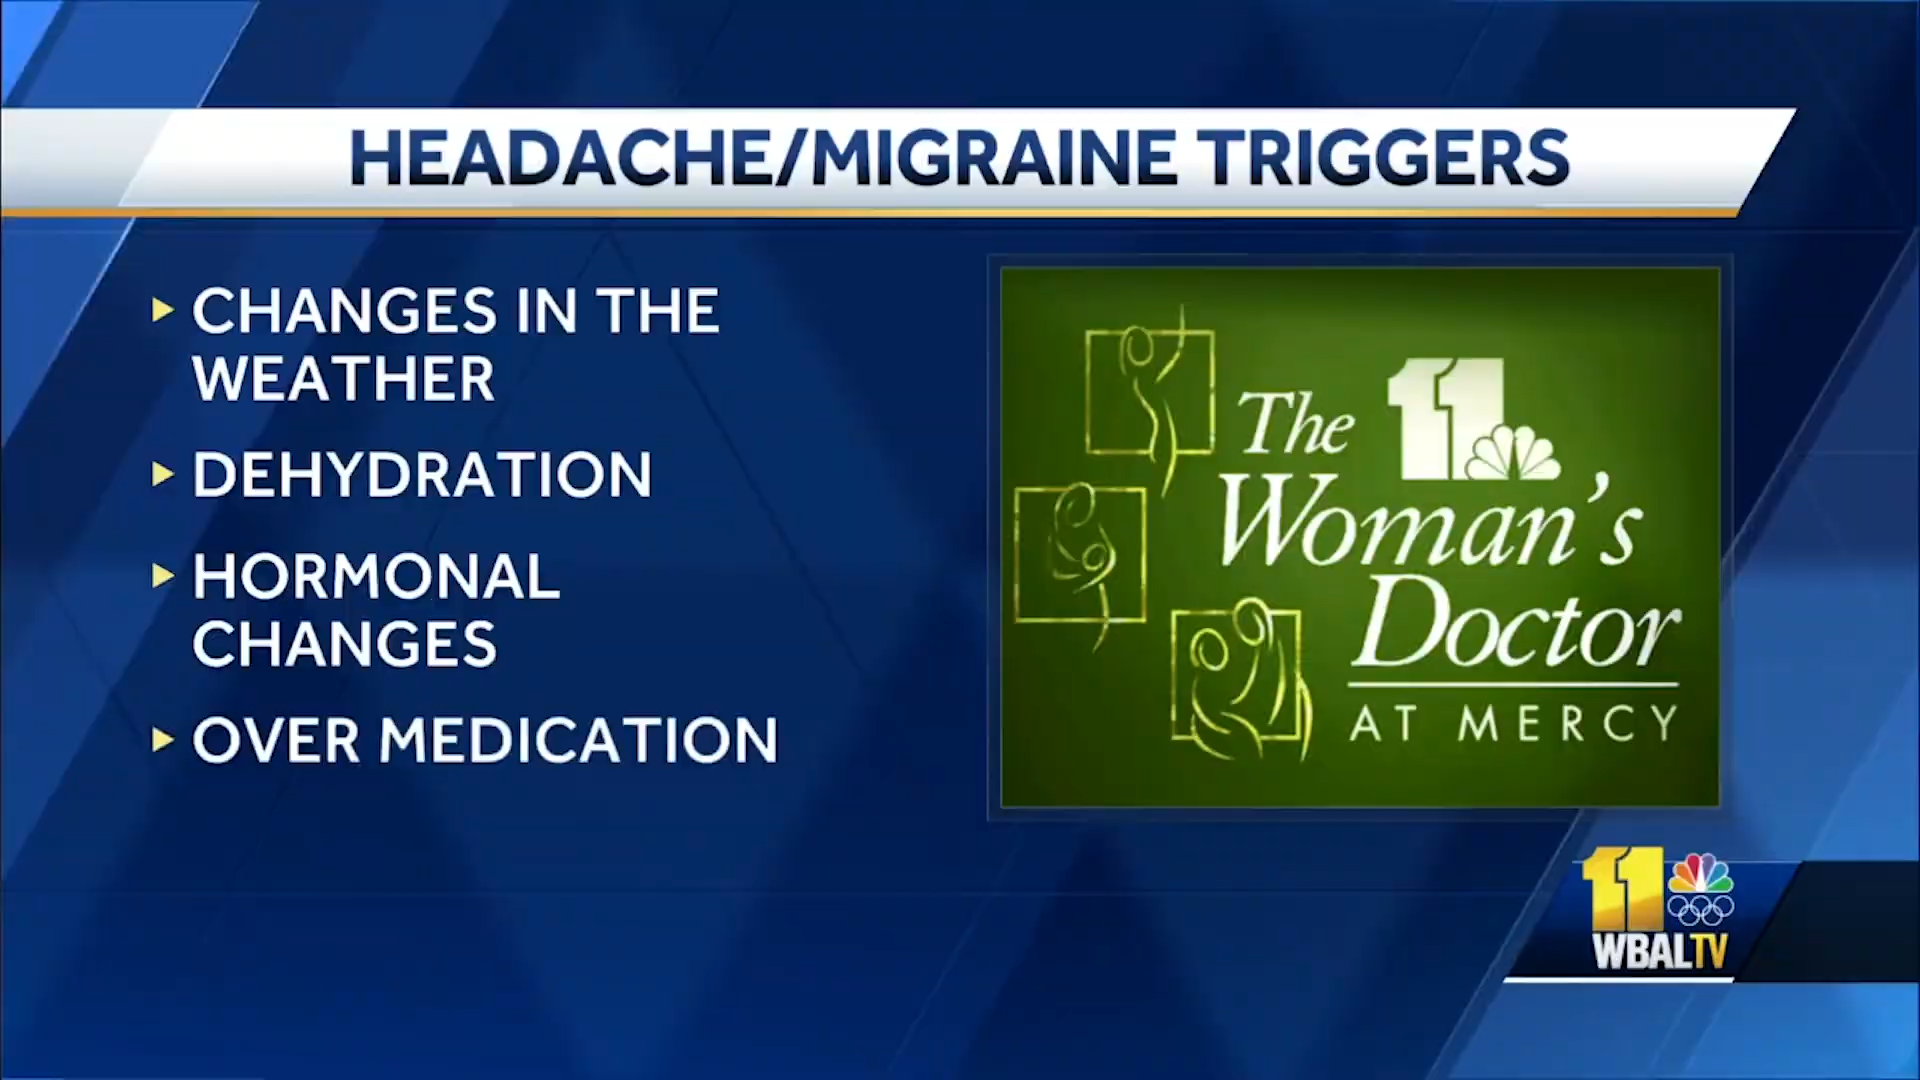 HEADACHE/MIGRAINE TRIGGERS
CHANGES IN THE
WEATHER
DEHYDRATION
HORMONAL
CHANGES
OVER MEDICATION
The 11
Woman's
Doctor
AT MERCY
11
WBALTV